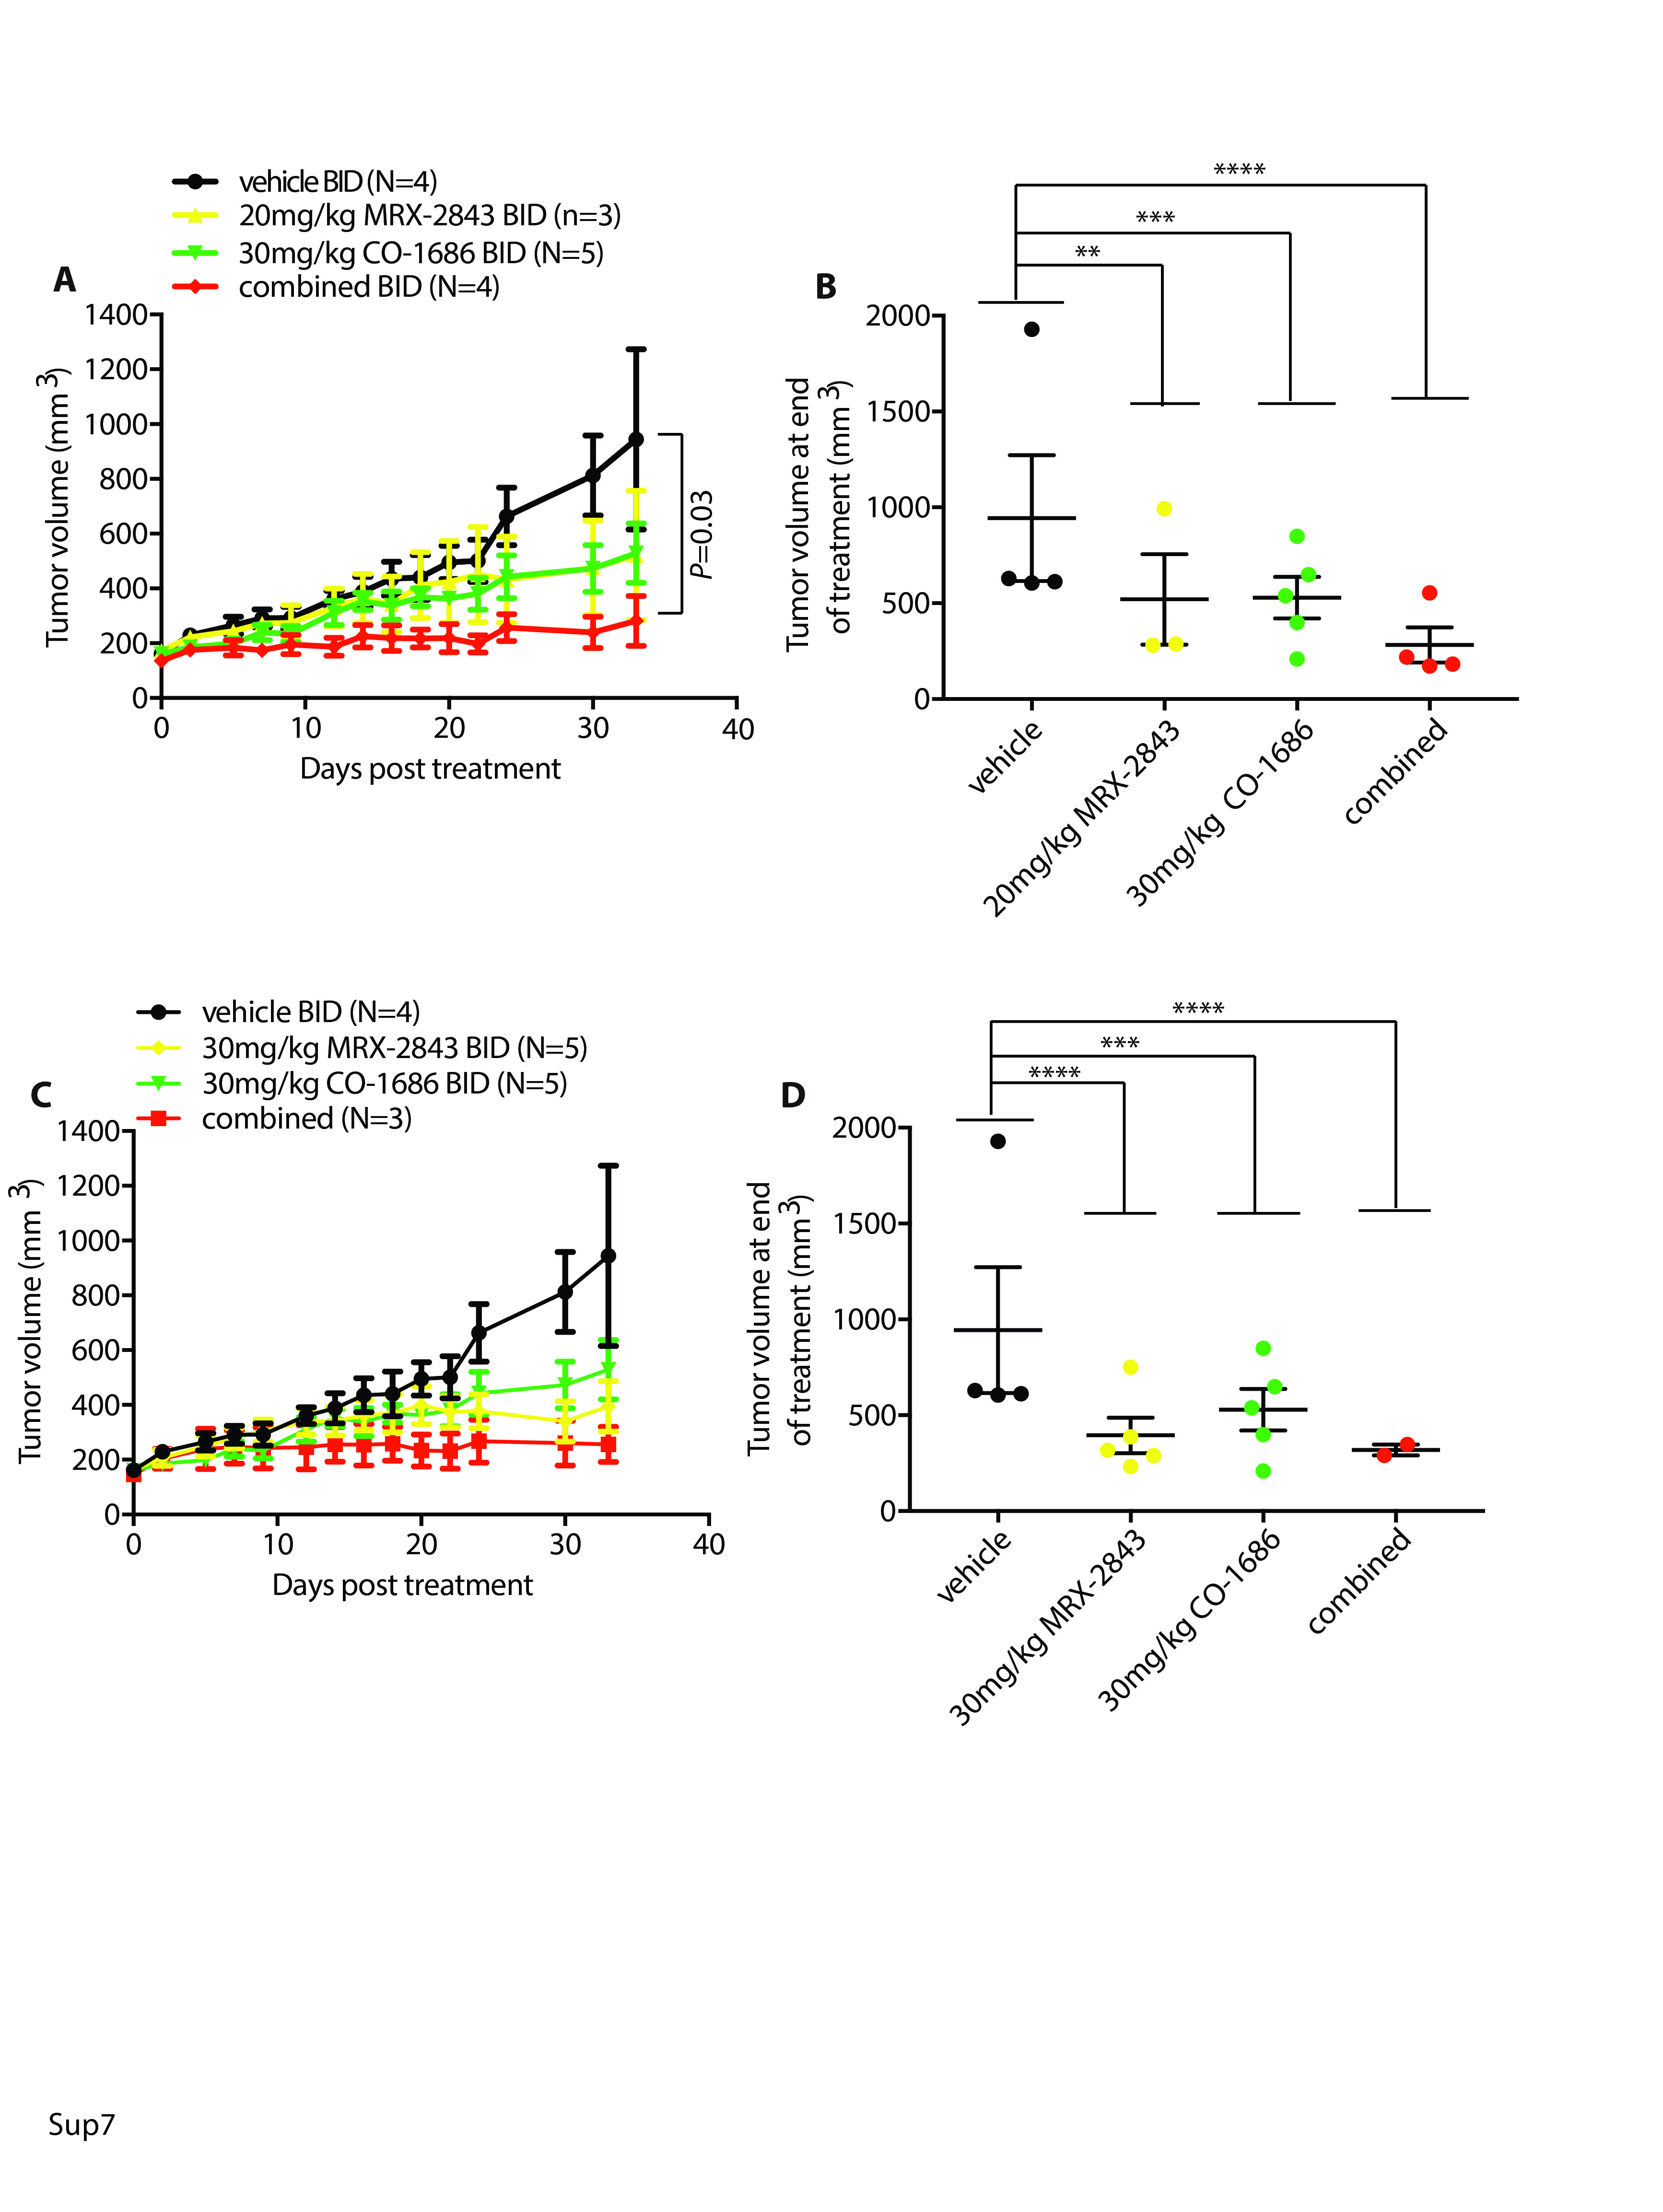 vehicle BID (N=4)
20mg/kg MRX-2843 BID (n=3)
30mg/kg CO-1686 BID (N=5)
combined BID (N=4)
A
1400
1200
1000
800
600
400
200
0
Tumor volume (mm 3)
0 10 20 30 40
Days post treatment
P=0.03
B
****
***
**
2000
1500
1000
500
0
Tumor volume at end
of treatment (mm 3)
vehicle
20mg/kg MRX-2843
30mg/kg CO-1686
combined
vehicle BID (N=4)
30mg/kg MRX-2843 BID (N=5)
30mg/kg CO-1686 BID (N=5)
combined (N=3)
C
1400
1200
1000
800
600
400
200
0
Tumor volume (mm 3)
0 10 20 30 40
Days post treatment
D
****
***
****
2000
1500
1000
500
0
Tumor volume at end
of treatment (mm 3)
vehicle
30mg/kg MRX-2843
30mg/kg CO-1686
combined
Sup7